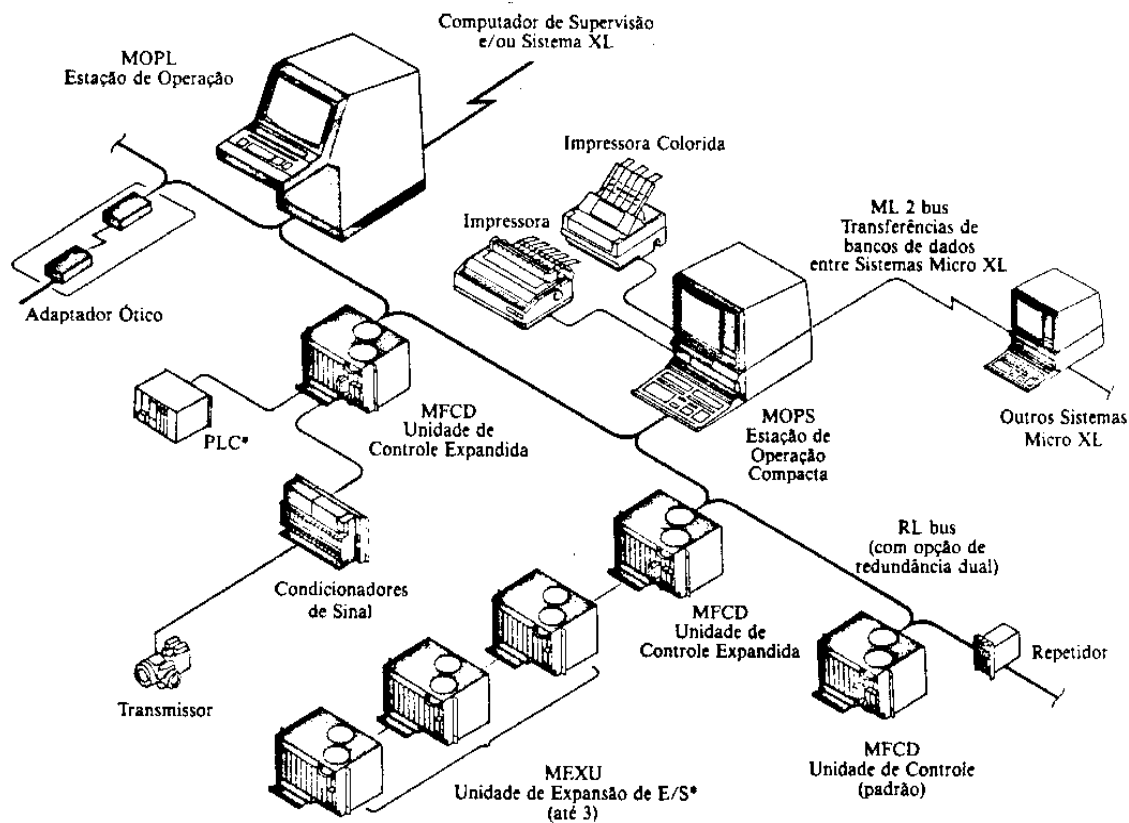 Computador de Supervisão
e/ou Sistema XL
MOPL
Estação de Operação
Impressora Colorida
Impressora
ML 2 bus
Transferências de
bancos de dados
entre Sistemas Micro XL
Adaptador Ótico
MFCD
Unidade de
Controle Expandida
PLC*
MOPS
Estação de
Operação
Compacta
Outros Sistemas
Micro XL
RL bus
(com opção de
redundância dual)
Condicionadores
de Sinal
MFCD
Unidade de
Controle Expandida
Repetidor
Transmissor
MEXU
Unidade de Expansão de E/S*
(até 3)
MFCD
Unidade de Controle
(padrão)